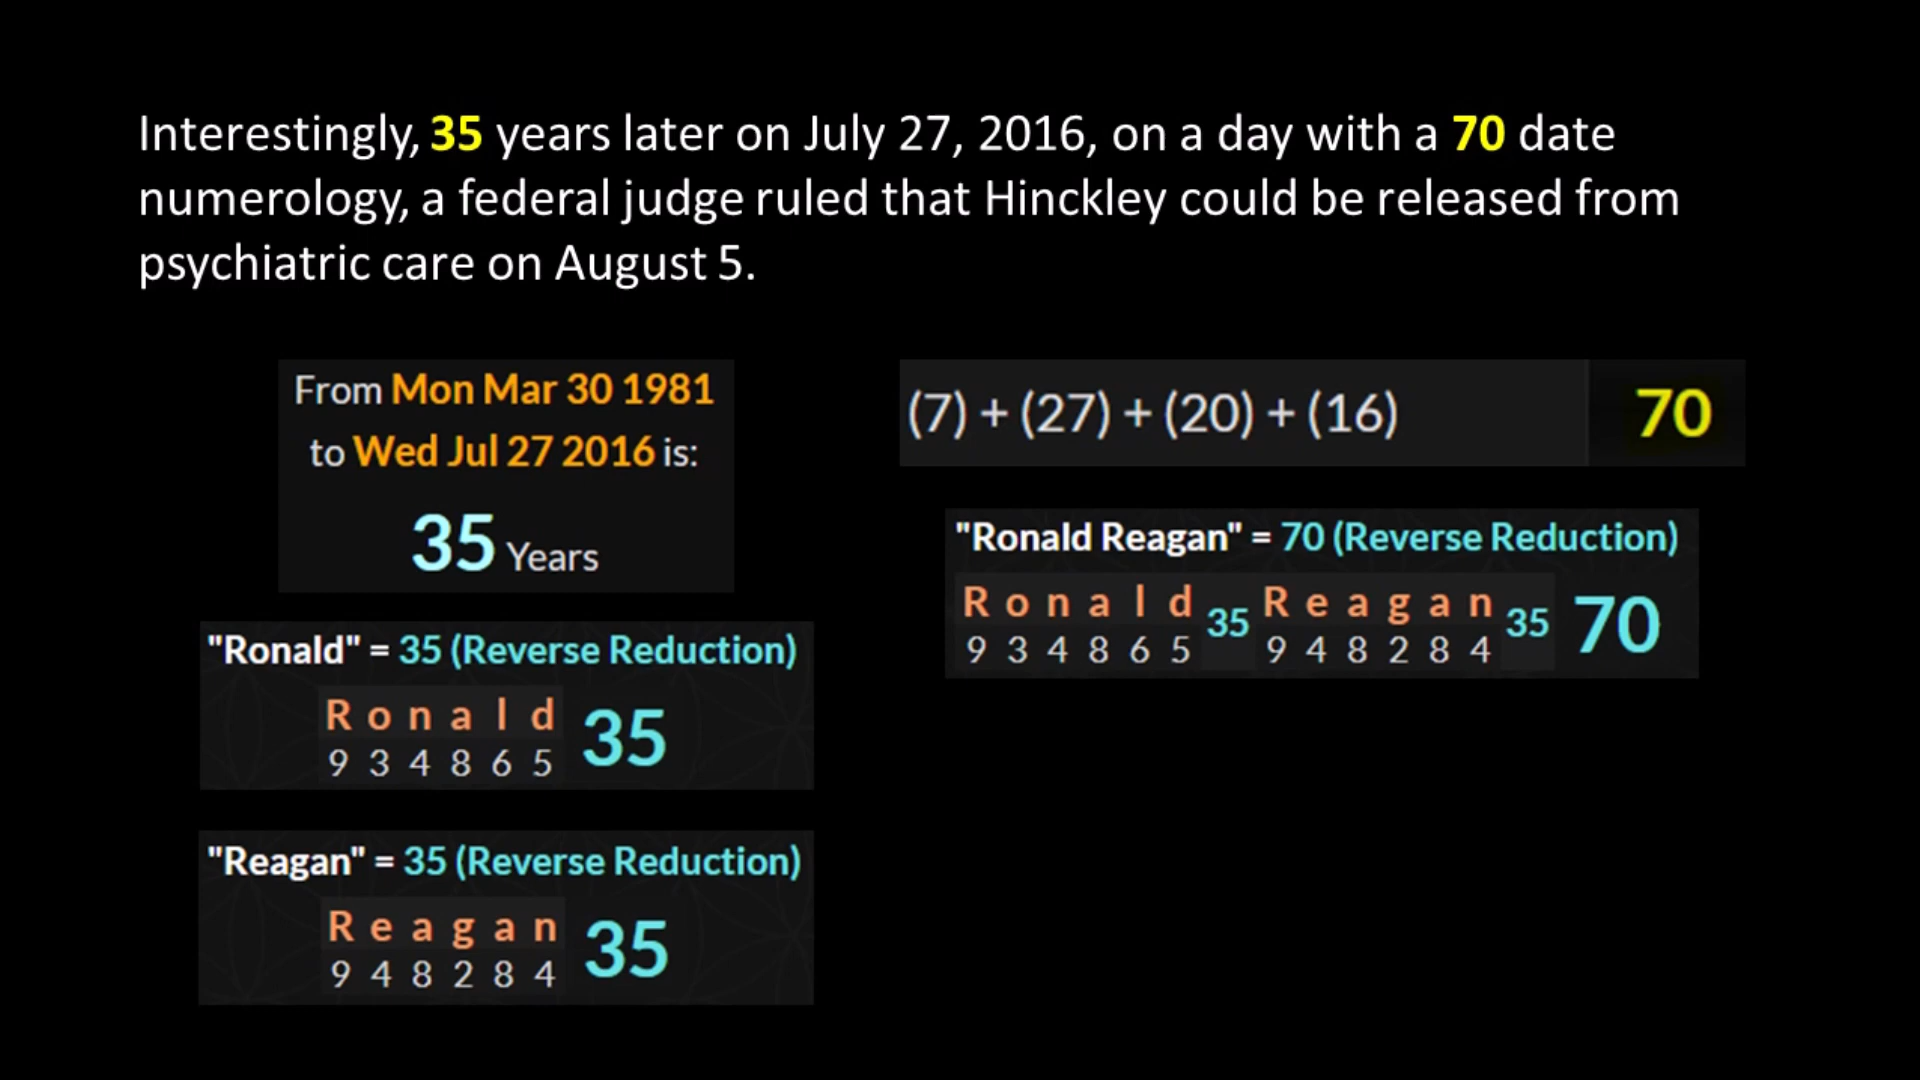 Interestingly, 35 years later on July 27, 2016, on a day with a 70 date
numerology, a federal judge ruled that Hinckley could be released from
psychiatric care on August 5.
From Mon Mar 30 1981
to Wed Jul 27 2016 is:
35 Years
"Ronald" = 35 (Reverse Reduction)
R o n a l d 35
9 3 4 8 6 5
"Reagan" = 35 (Reverse Reduction)
R e a g a n 35
9 4 8 2 8 4
(7) + (27) + (20) + (16) 70
"Ronald Reagan" = 70 (Reverse Reduction)
R o n a l d 35 R e a g a n 35 70
9 3 4 8 6 5 9 4 8 2 8 4